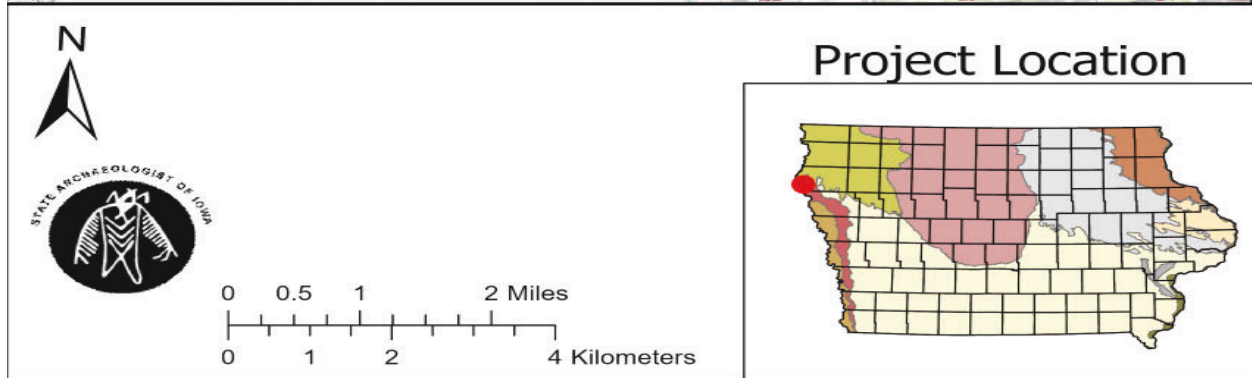 N
Project Location
STATE ARCHAEOLOGIST OF IOWA
0 0.5 1 2 Miles
0 1 2 4 Kilometers